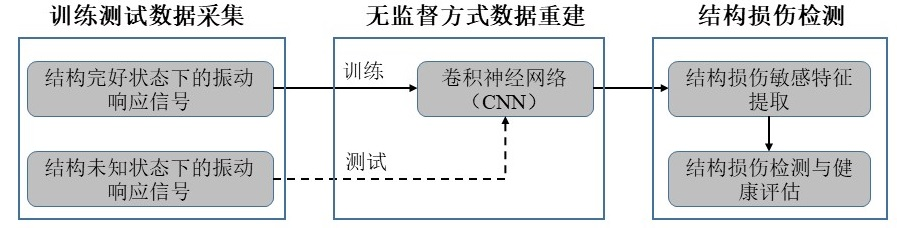 训练测试数据采集
无监督方式数据重建
结构损伤检测
结构完好状态下的振动
响应信号
训练
卷积神经网络
（CNN）
结构损伤敏感特征
提取
结构未知状态下的振动
响应信号
测试
结构损伤检测与健
康评估